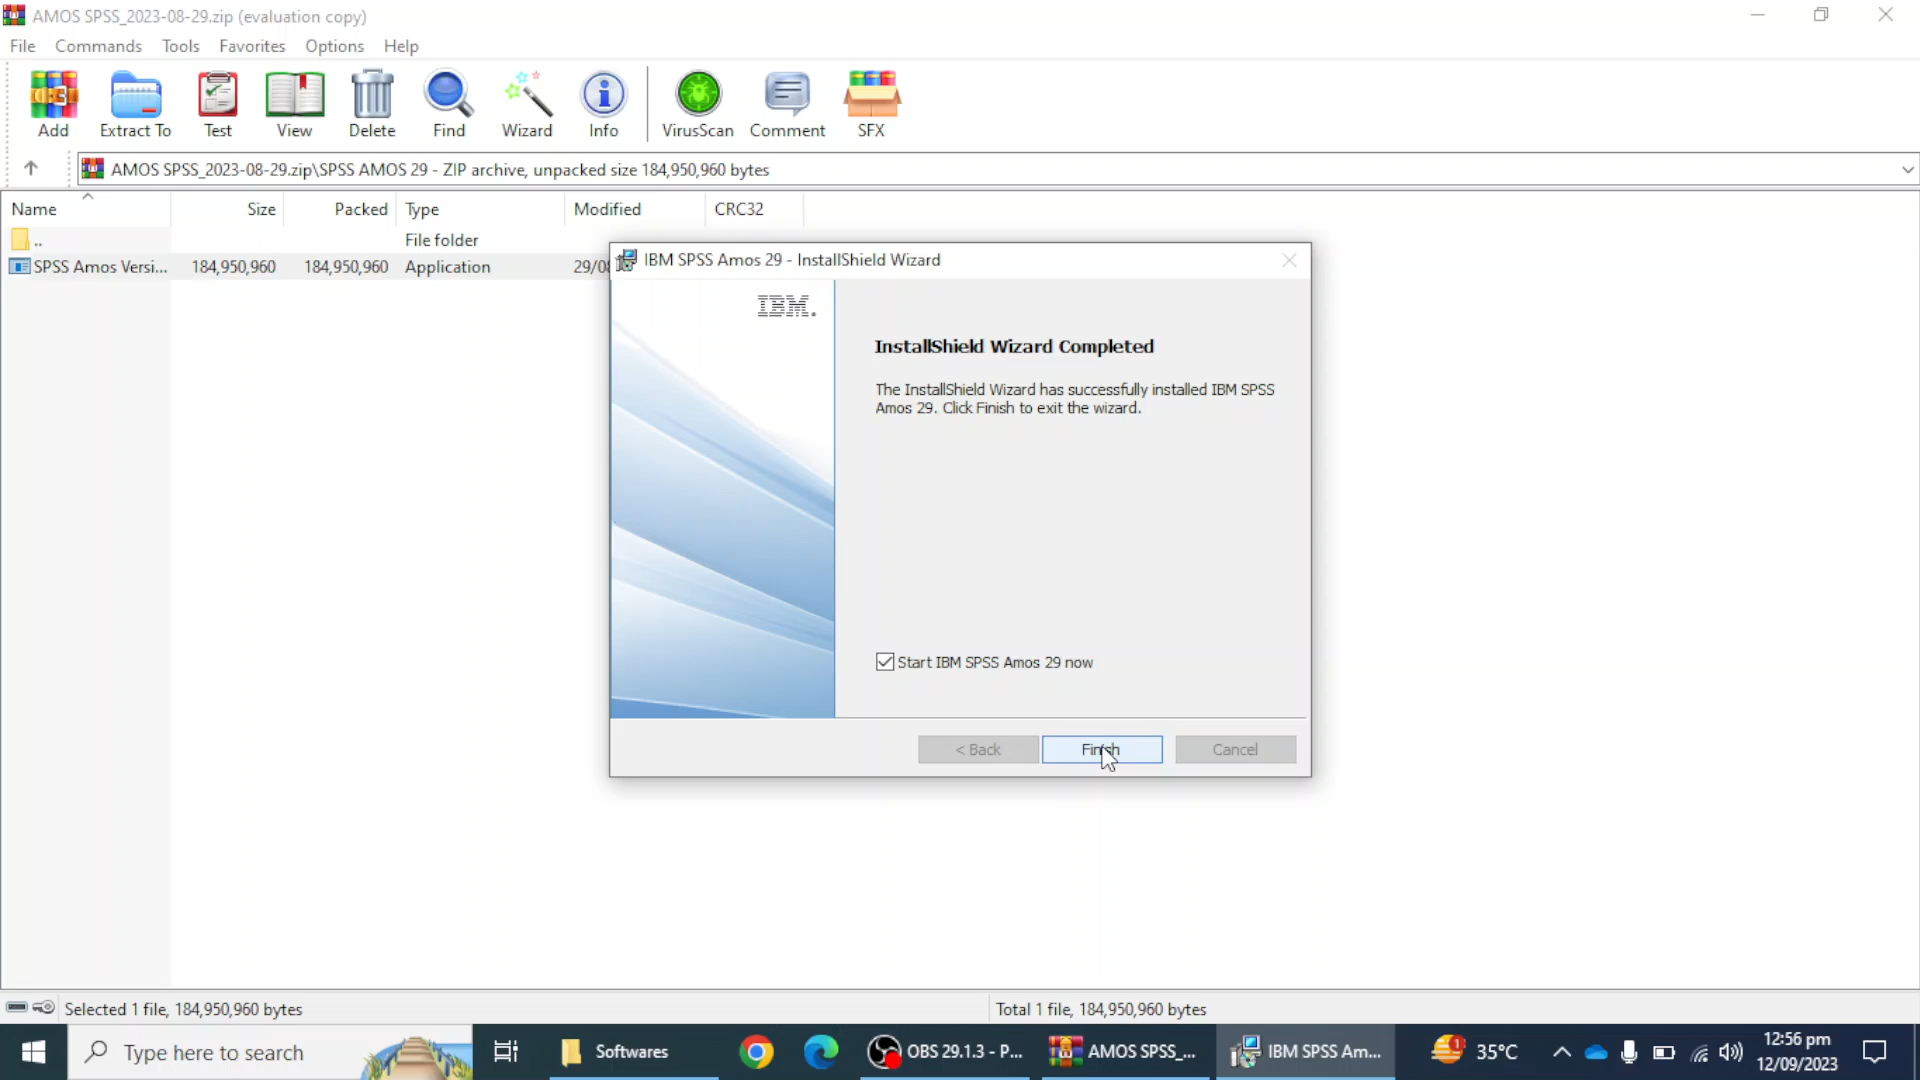 AMOS SPSS_2023-08-29.zip (evaluation copy)
File Commands Tools Favorites Options Help
Add Extract To Test View Delete Find Wizard Info VirusScan Comment SFX
AMOS SPSS_2023-08-29.zip\SPSS AMOS 29 - ZIP archive, unpacked size 184,950,960 bytes
Name Size Packed Type Modified CRC32
.. File folder
SPSS Amos Versi... 184,950,960 184,950,960 Application 29/08
IBM SPSS Amos 29 - InstallShield Wizard
IBM.
InstallShield Wizard Completed
The InstallShield Wizard has successfully installed IBM SPSS
Amos 29. Click Finish to exit the wizard.
Start IBM SPSS Amos 29 now
< Back Finish Cancel
Selected 1 file, 184,950,960 bytes
Total 1 file, 184,950,960 bytes
Type here to search
Softwares
OBS 29.1.3 - P...
AMOS SPSS_...
IBM SPSS Am...
1
35°C
12:56 pm
12/09/2023